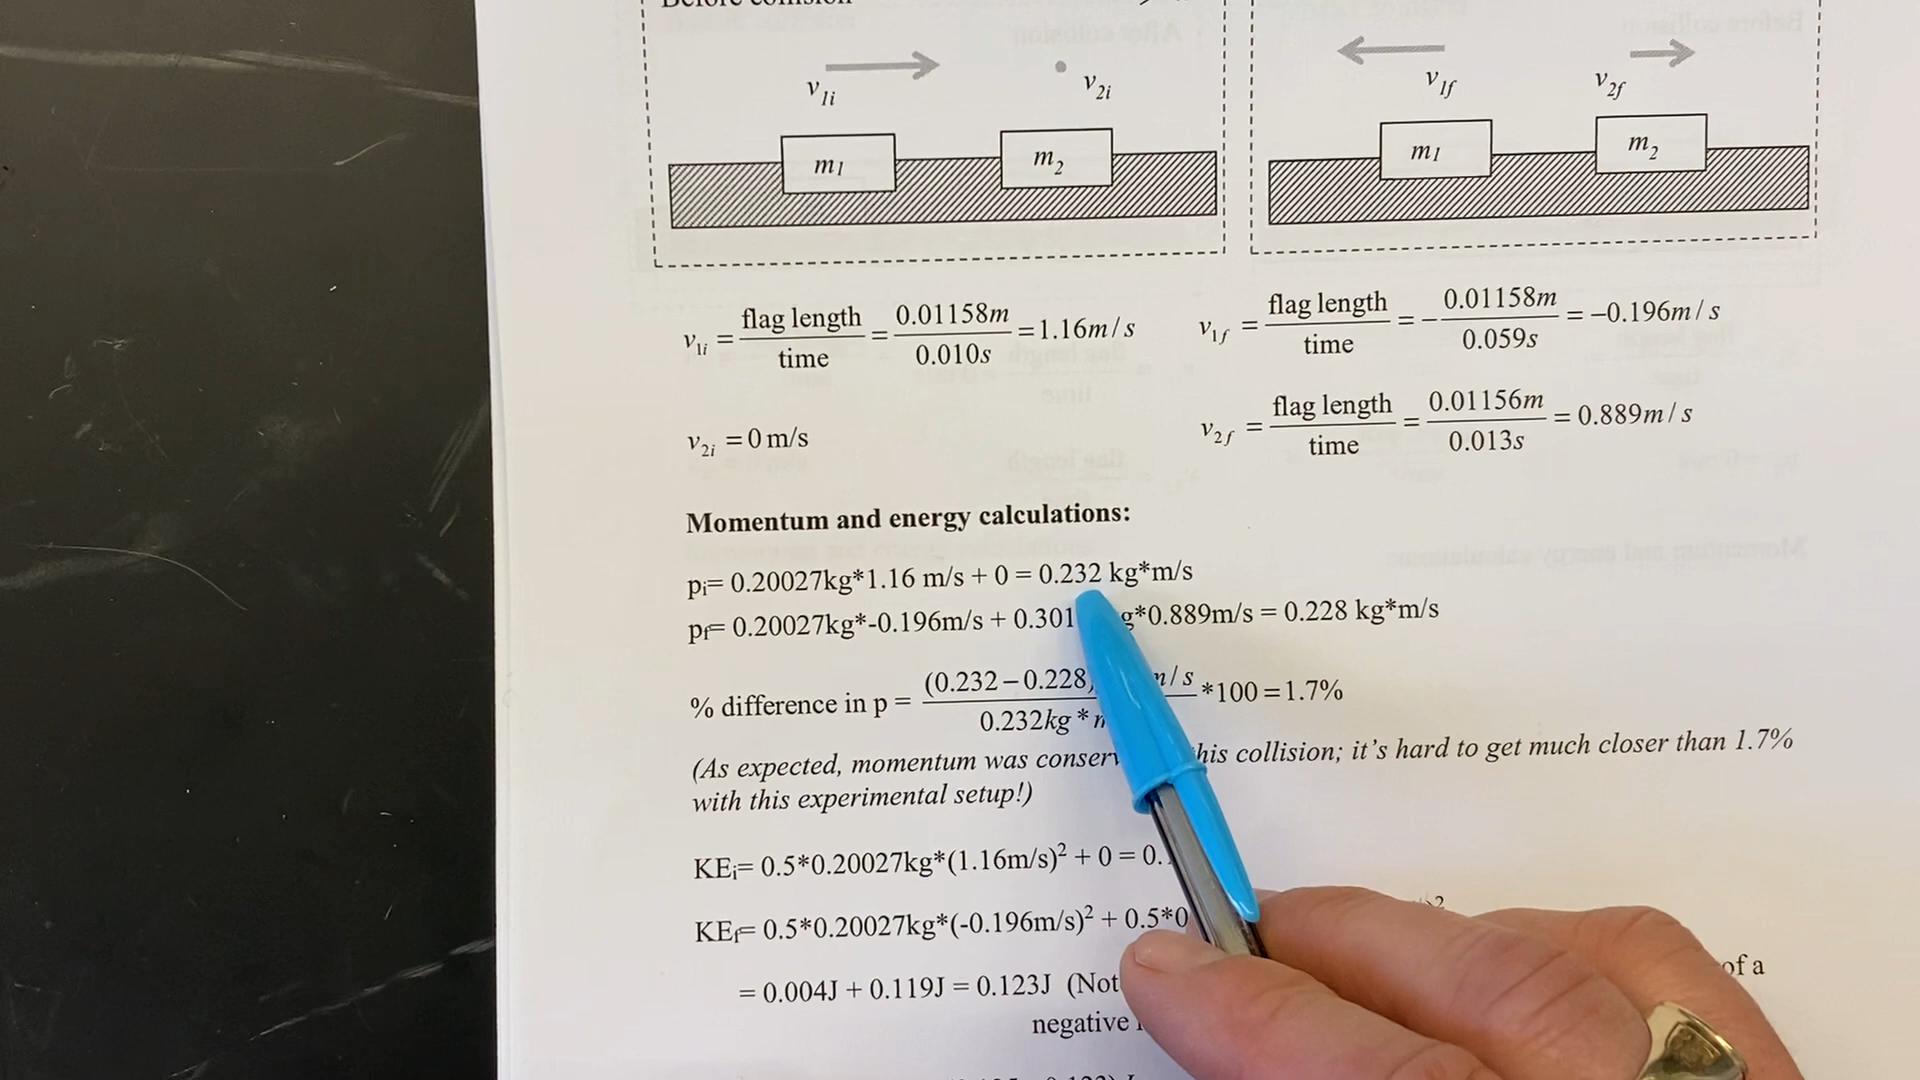 Before collision
v1i v2i
m1 m2
v1f v2f
m1 m2
v1i = flag length / time = 0.01158m / 0.010s = 1.16m/s
v1f = flag length / time = − 0.01158m / 0.059s = −0.196m/s
v2i = 0 m/s
v2f = flag length / time = 0.01156m / 0.013s = 0.889m/s
Momentum and energy calculations:
pi= 0.20027kg*1.16 m/s + 0 = 0.232 kg*m/s
pf= 0.20027kg*-0.196m/s + 0.301 g*0.889m/s = 0.228 kg*m/s
% difference in p = (0.232 − 0.228) m/s / 0.232kg * m *100 = 1.7%
(As expected, momentum was his collision; it's hard to get much closer than 1.7%
with this experimental setup!)
KEi= 0.5*0.20027kg*(1.16m/s)² + 0 = 0.
KEf= 0.5*0.20027kg*(-0.196m/s)² + 0.5*0 ²
= 0.004J + 0.119J = 0.123J (Not of a
negative